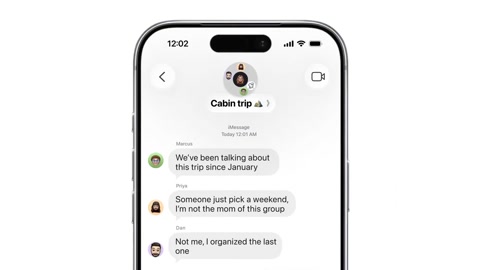 12:02
Cabin trip 🏕️
iMessage
Today 12:01 AM
Marcus
We've been talking about
this trip since January
Priya
Someone just pick a weekend,
I'm not the mom of this group
Dan
Not me, I organized the last
one